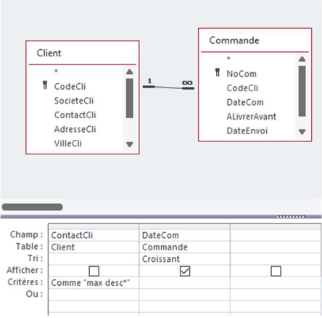 Client
*
CodeCli
SocieteCli
ContactCli
AdresseCli
VilleCli
1 ∞
Commande
*
NoCom
CodeCli
DateCom
ALivrerAvant
DateEnvoi
Champ : ContactCli DateCom
Table : Client Commande
Tri : Croissant
Afficher :
Critères : Comme "max desc*"
Ou :